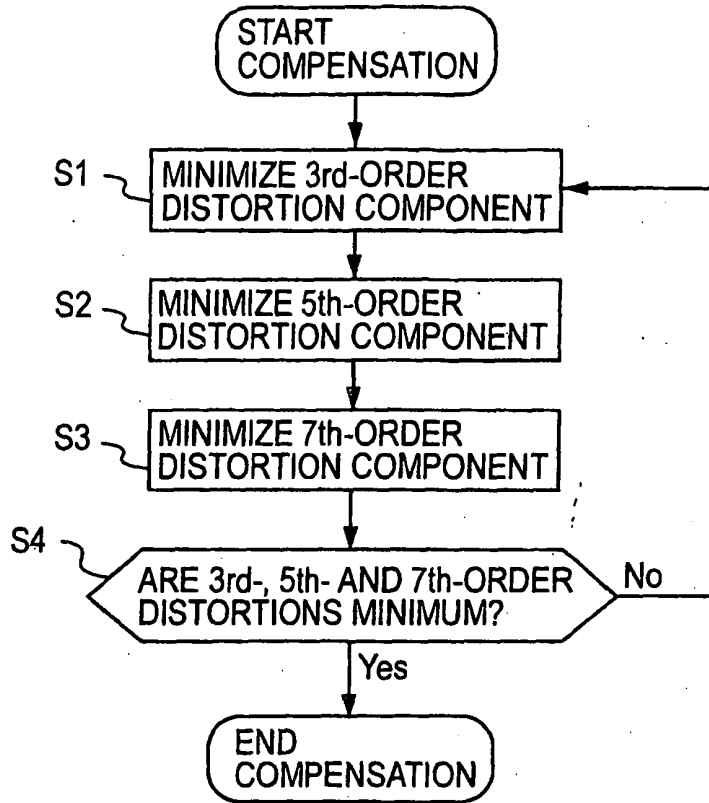 START
COMPENSATION
S1
MINIMIZE 3rd-ORDER
DISTORTION COMPONENT
S2
MINIMIZE 5th-ORDER
DISTORTION COMPONENT
S3
MINIMIZE 7th-ORDER
DISTORTION COMPONENT
S4
ARE 3rd-, 5th- AND 7th-ORDER
DISTORTIONS MINIMUM?
No
Yes
END
COMPENSATION